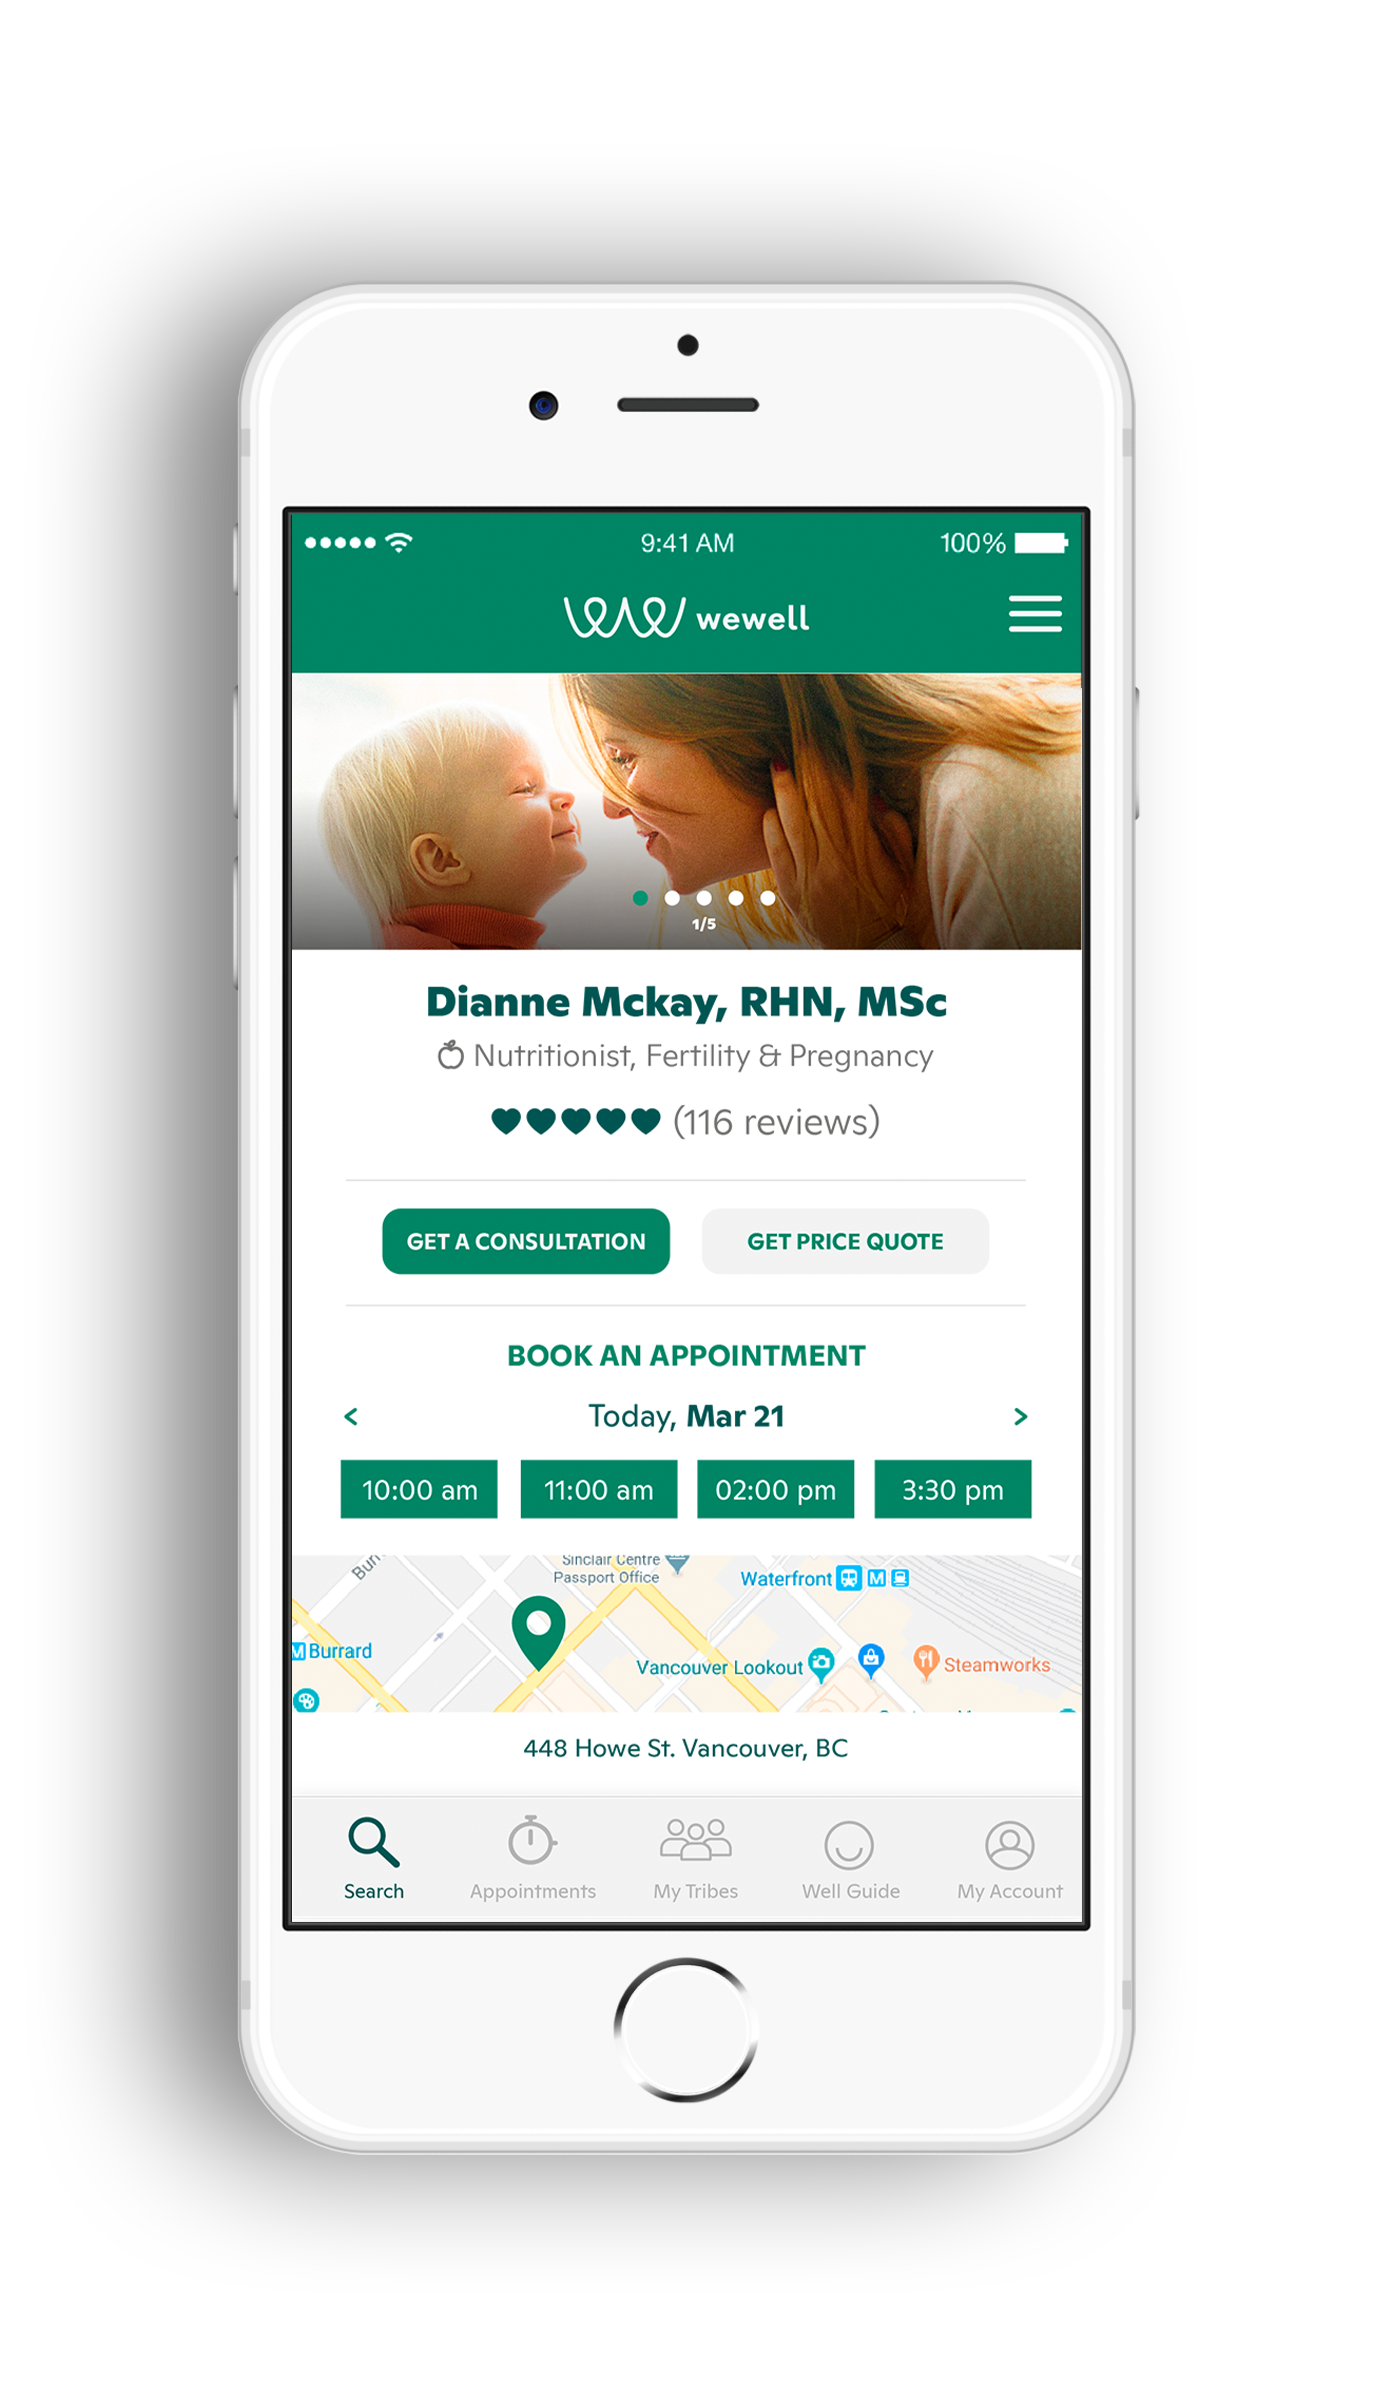 9:41 AM
100%
wewell
1/5
Dianne Mckay, RHN, MSc
Nutritionist, Fertility & Pregnancy
(116 reviews)
GET A CONSULTATION
GET PRICE QUOTE
BOOK AN APPOINTMENT
< Today, Mar 21 >
10:00 am
11:00 am
02:00 pm
3:30 pm
Sinclair Centre
Passport Office
Waterfront
M
M Burrard
Vancouver Lookout
Steamworks
448 Howe St. Vancouver, BC
Search
Appointments
My Tribes
Well Guide
My Account